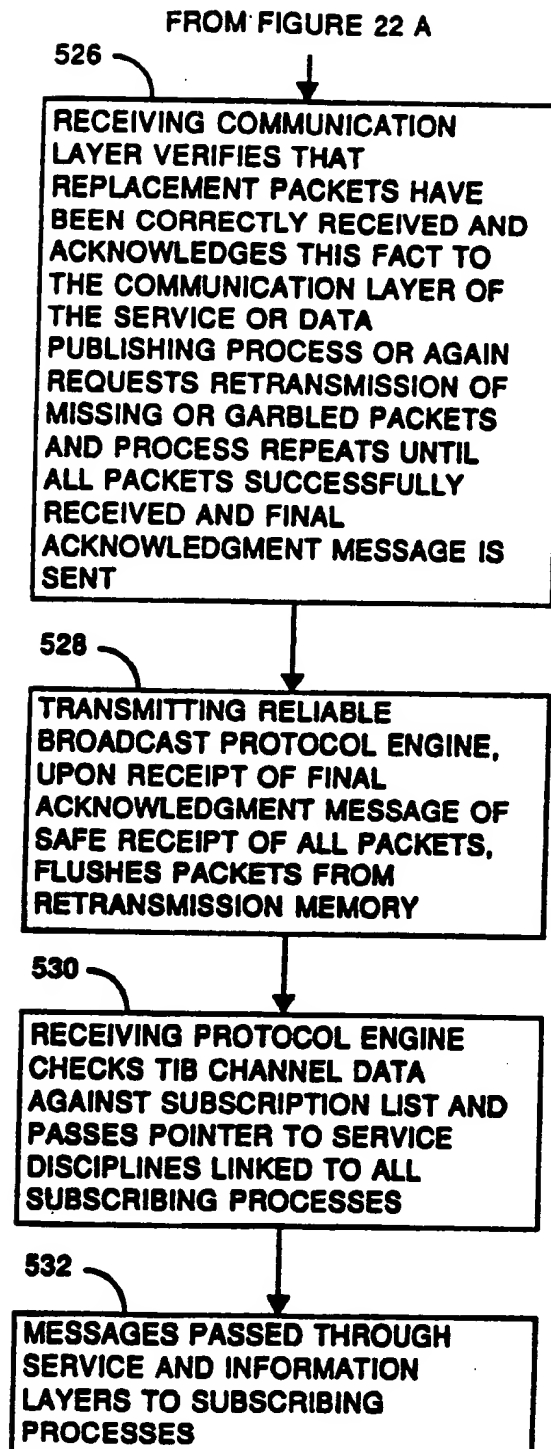 FROM FIGURE 22 A
526
RECEIVING COMMUNICATION
LAYER VERIFIES THAT
REPLACEMENT PACKETS HAVE
BEEN CORRECTLY RECEIVED AND
ACKNOWLEDGES THIS FACT TO
THE COMMUNICATION LAYER OF
THE SERVICE OR DATA
PUBLISHING PROCESS OR AGAIN
REQUESTS RETRANSMISSION OF
MISSING OR GARBLED PACKETS
AND PROCESS REPEATS UNTIL
ALL PACKETS SUCCESSFULLY
RECEIVED AND FINAL
ACKNOWLEDGMENT MESSAGE IS
SENT
528
TRANSMITTING RELIABLE
BROADCAST PROTOCOL ENGINE,
UPON RECEIPT OF FINAL
ACKNOWLEDGMENT MESSAGE OF
SAFE RECEIPT OF ALL PACKETS,
FLUSHES PACKETS FROM
RETRANSMISSION MEMORY
530
RECEIVING PROTOCOL ENGINE
CHECKS TIB CHANNEL DATA
AGAINST SUBSCRIPTION LIST AND
PASSES POINTER TO SERVICE
DISCIPLINES LINKED TO ALL
SUBSCRIBING PROCESSES
532
MESSAGES PASSED THROUGH
SERVICE AND INFORMATION
LAYERS TO SUBSCRIBING
PROCESSES